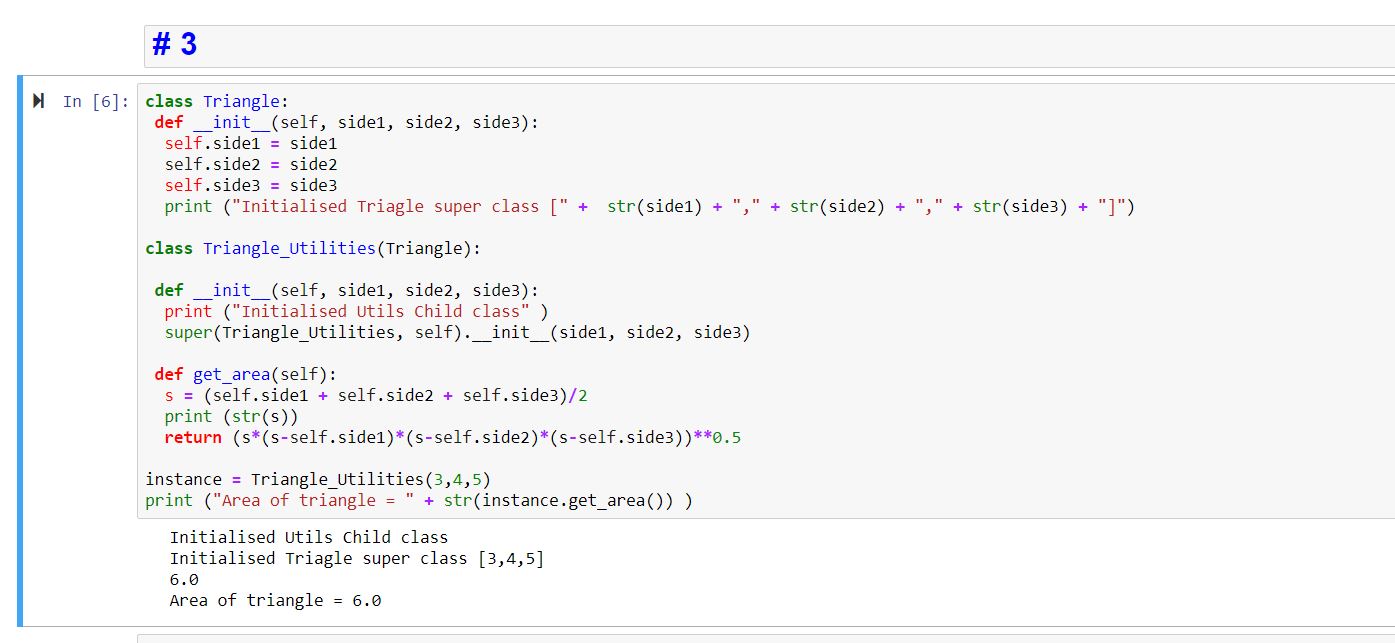 # 3
In [6]:
class Triangle:
 def __init__(self, side1, side2, side3):
  self.side1 = side1
  self.side2 = side2
  self.side3 = side3
  print ("Initialised Triagle super class [" +  str(side1) + "," + str(side2) + "," + str(side3) + "]")

class Triangle_Utilities(Triangle):

 def __init__(self, side1, side2, side3):
  print ("Initialised Utils Child class" )
  super(Triangle_Utilities, self).__init__(side1, side2, side3)

 def get_area(self):
  s = (self.side1 + self.side2 + self.side3)/2
  print (str(s))
  return (s*(s-self.side1)*(s-self.side2)*(s-self.side3))**0.5

instance = Triangle_Utilities(3,4,5)
print ("Area of triangle = " + str(instance.get_area()) )
Initialised Utils Child class
Initialised Triagle super class [3,4,5]
6.0
Area of triangle = 6.0